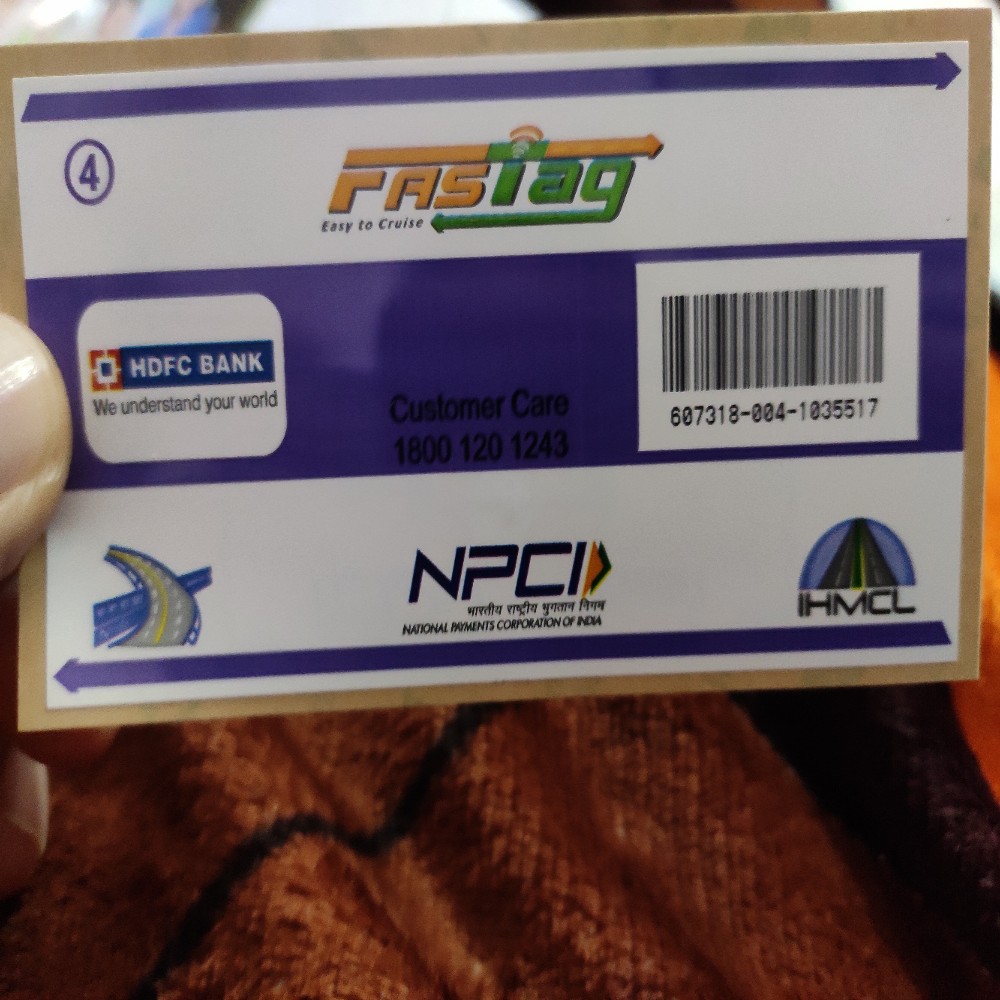 4
FASTag
Easy to Cruise
HDFC BANK
We understand your world
Customer Care
1800 120 1243
607318-004-1035517
NPCI
भारतीय राष्ट्रीय भुगतान निगम
NATIONAL PAYMENTS CORPORATION OF INDIA
IHMCL